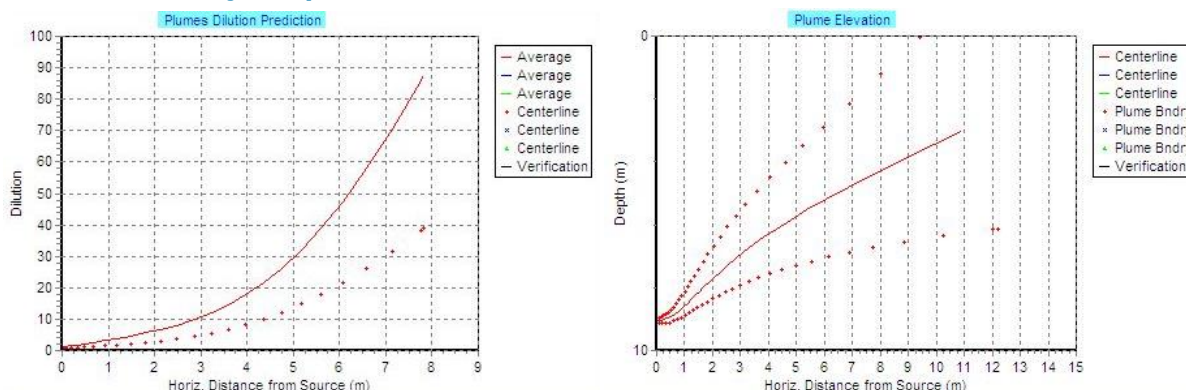 Plumes Dilution Prediction
100
90
80
70
60
50
40
30
20
10
0
Dilution
0 1 2 3 4 5 6 7 8 9
Horiz. Distance from Source (m)
Average
Average
Average
Centerline
Centerline
Centerline
Verification
Plume Elevation
0
10
Depth (m)
0 1 2 3 4 5 6 7 8 9 10 11 12 13 14 15
Horiz. Distance from Source (m)
Centerline
Centerline
Centerline
Plume Bndr
Plume Bndr
Plume Bndr
Verification